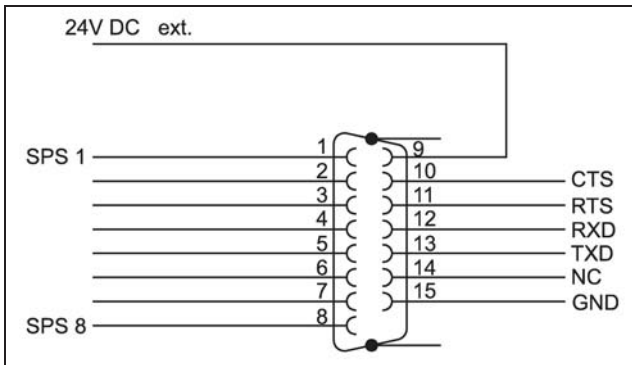 24V DC ext.
1 9
SPS 1
2 10 CTS
3 11 RTS
4 12 RXD
5 13 TXD
6 14 NC
7 15 GND
SPS 8 8